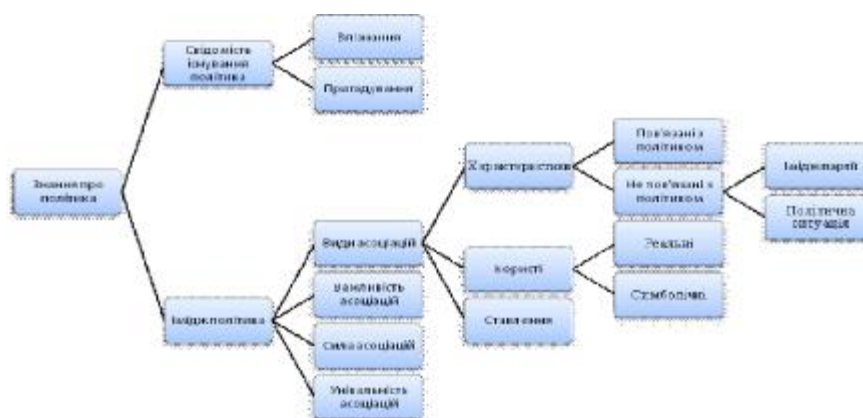 Свідомість
існування
політика
Впізнання
Пригадування
Знання про
політика
Імідж політика
Види асоціацій
Важливість
асоціацій
Сила асоціацій
Унікальність
асоціацій
Характеристики
Користі
Ставлення
Пов'язані з
політиком
Не пов'язані з
політиком
Реальні
Символічні
Імідж партії
Політична
ситуація